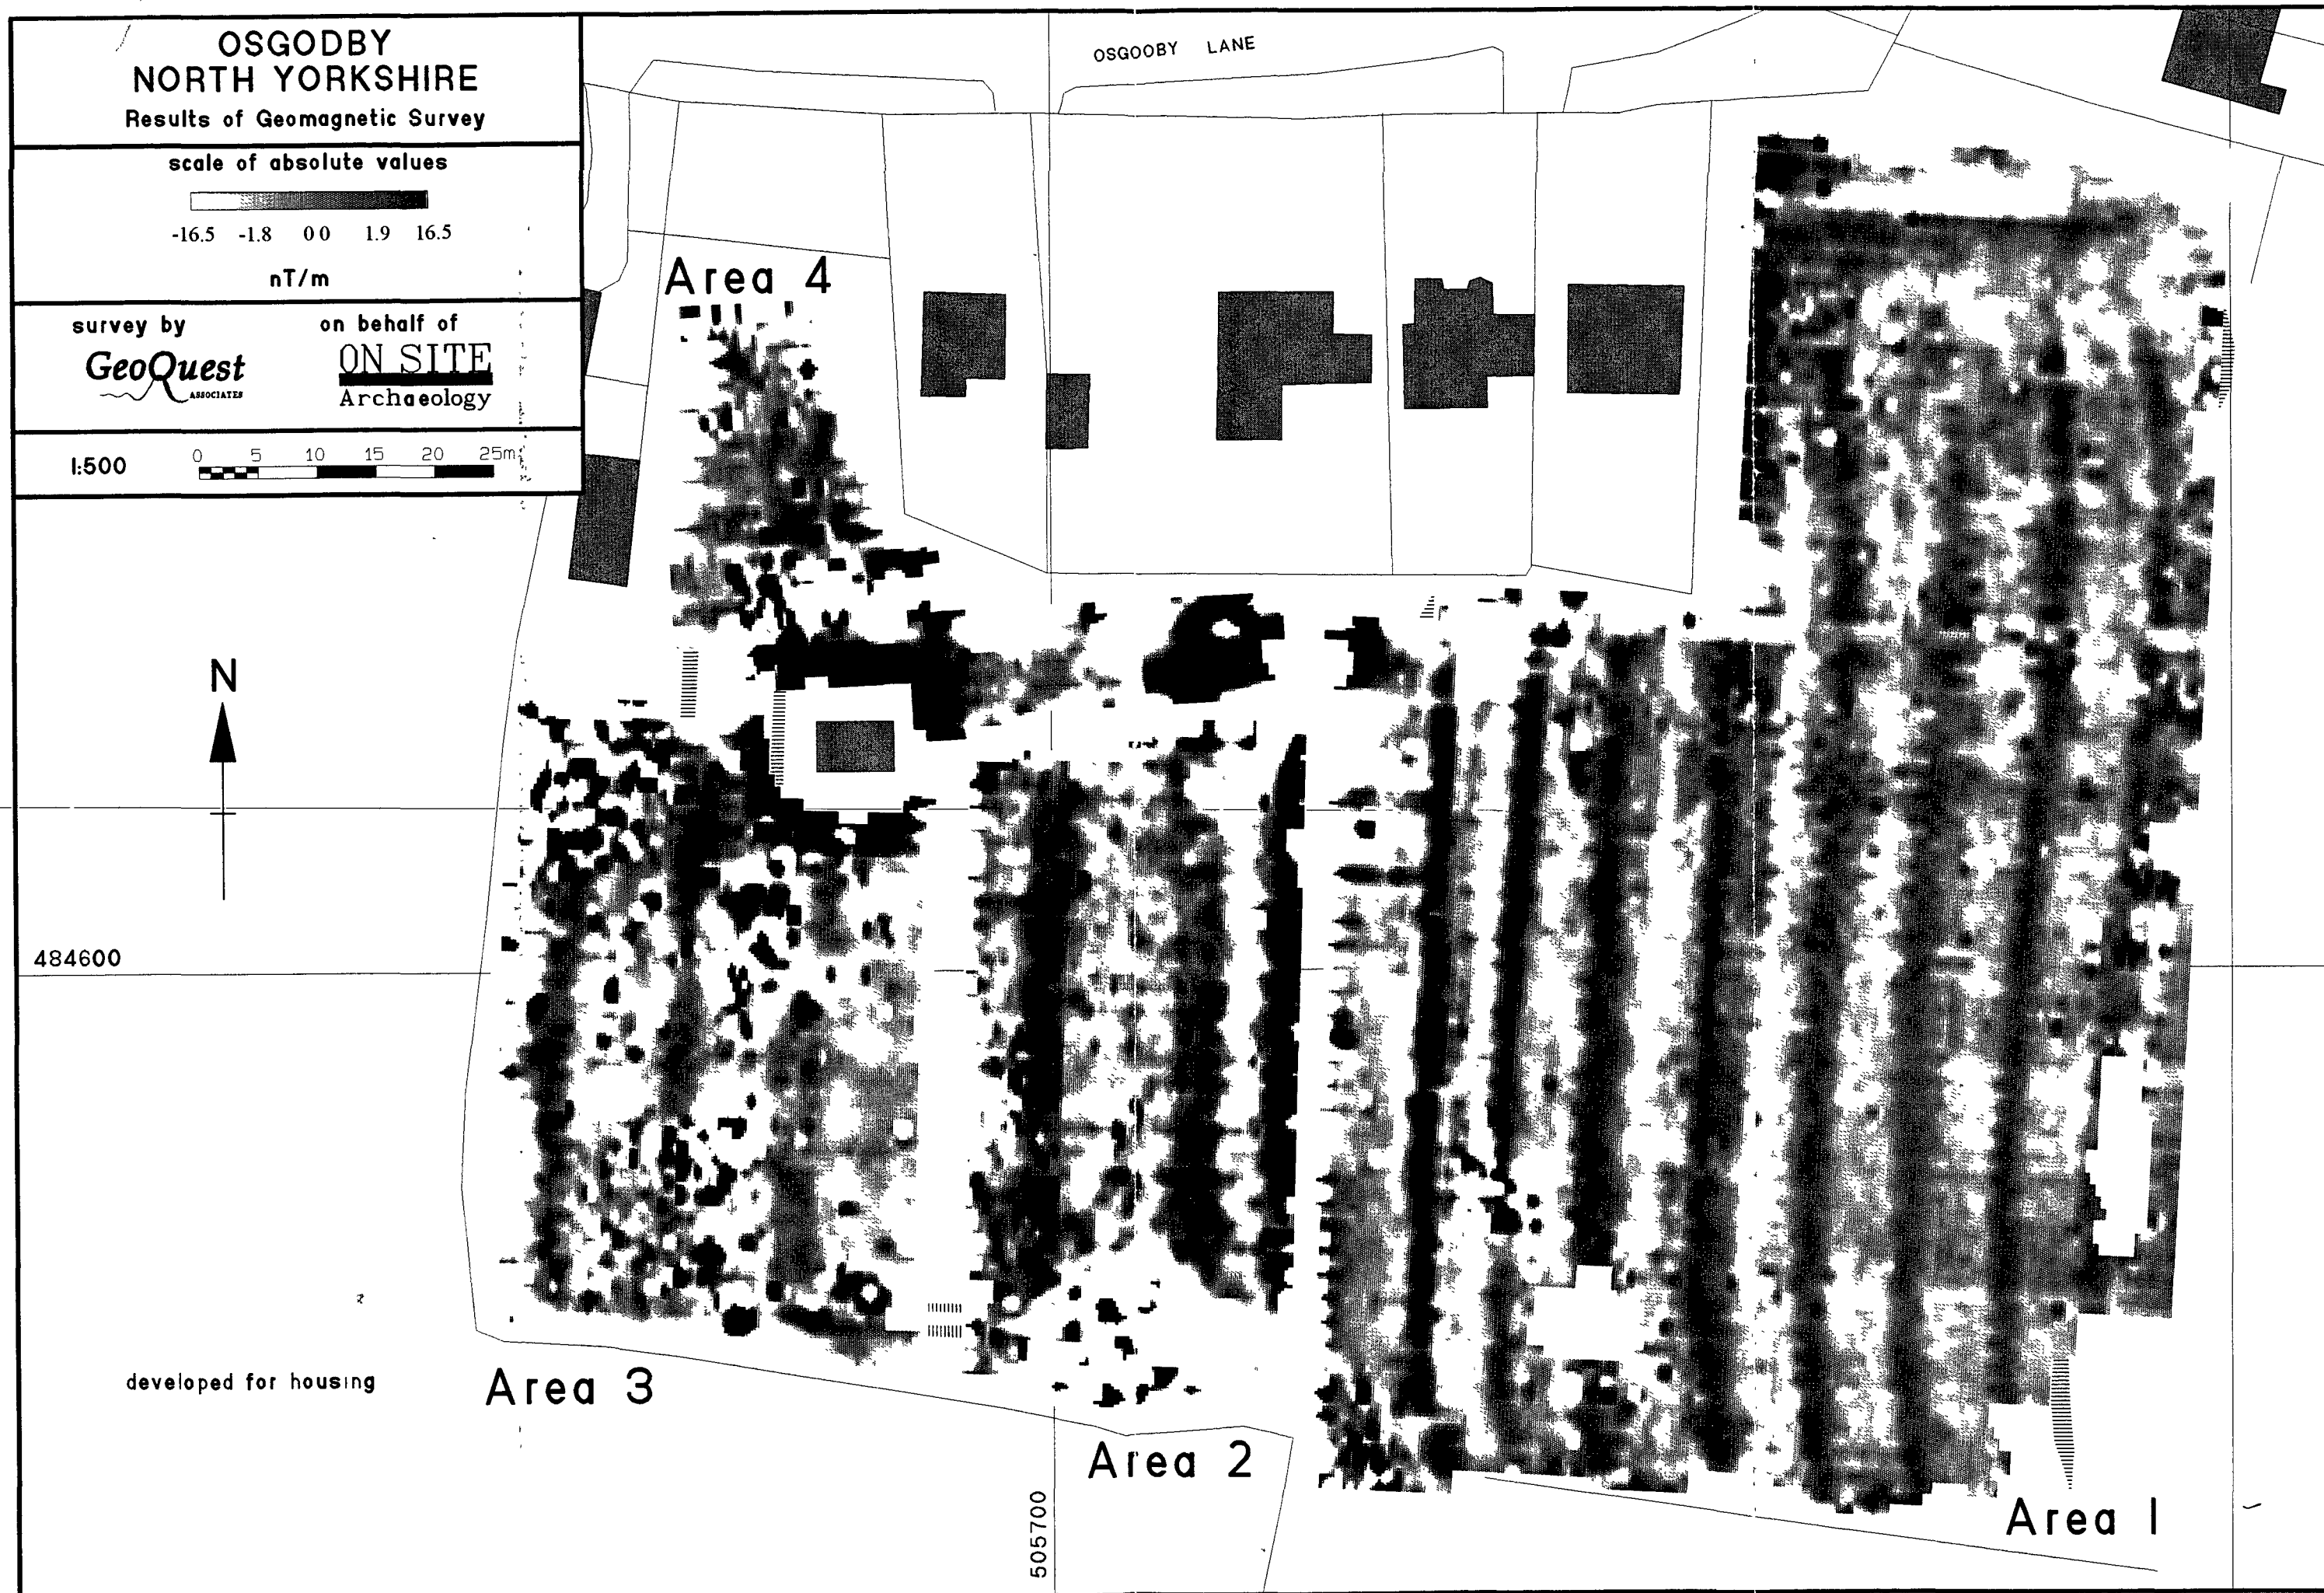 OSGODBY
NORTH YORKSHIRE
Results of Geomagnetic Survey
scale of absolute values
-16.5 -1.8 0 0 1.9 16.5
nT/m
survey by
GeoQuest
ASSOCIATES
on behalf of
ON SITE
Archaeology
1:500
0 5 10 15 20 25m
OSGOOBY LANE
Area 4
N
484600
developed for housing
Area 3
Area 2
505700
Area 1